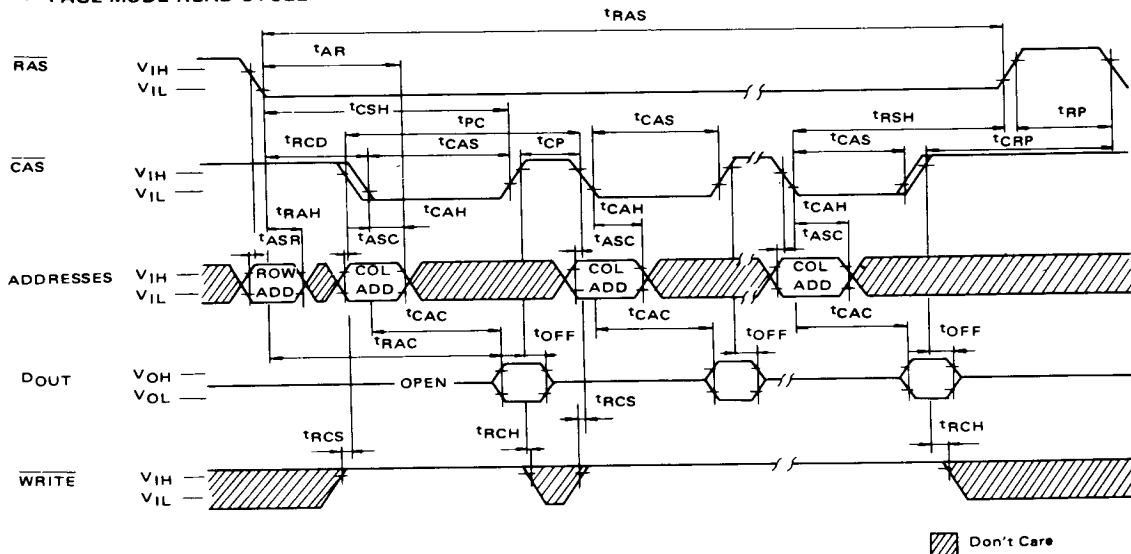 PAGE MODE READ CYCLE
tRAS
tAR
RAS
VIH
VIL
tCSH
tRSH
tRP
tPC
tRCD
tCAS
tCP
tCAS
tCAS
tCRP
CAS
VIH
VIL
tCAH
tCAH
tCAH
tRAH
tASR
tASC
tASC
tASC
ADDRESSES
VIH
VIL
ROW ADD
COL ADD
COL ADD
COL ADD
tCAC
tCAC
tCAC
tRAC
tOFF
tOFF
tOFF
DOUT
VOH
VOL
OPEN
tRCS
tRCS
tRCH
tRCH
WRITE
VIH
VIL
Don't Care